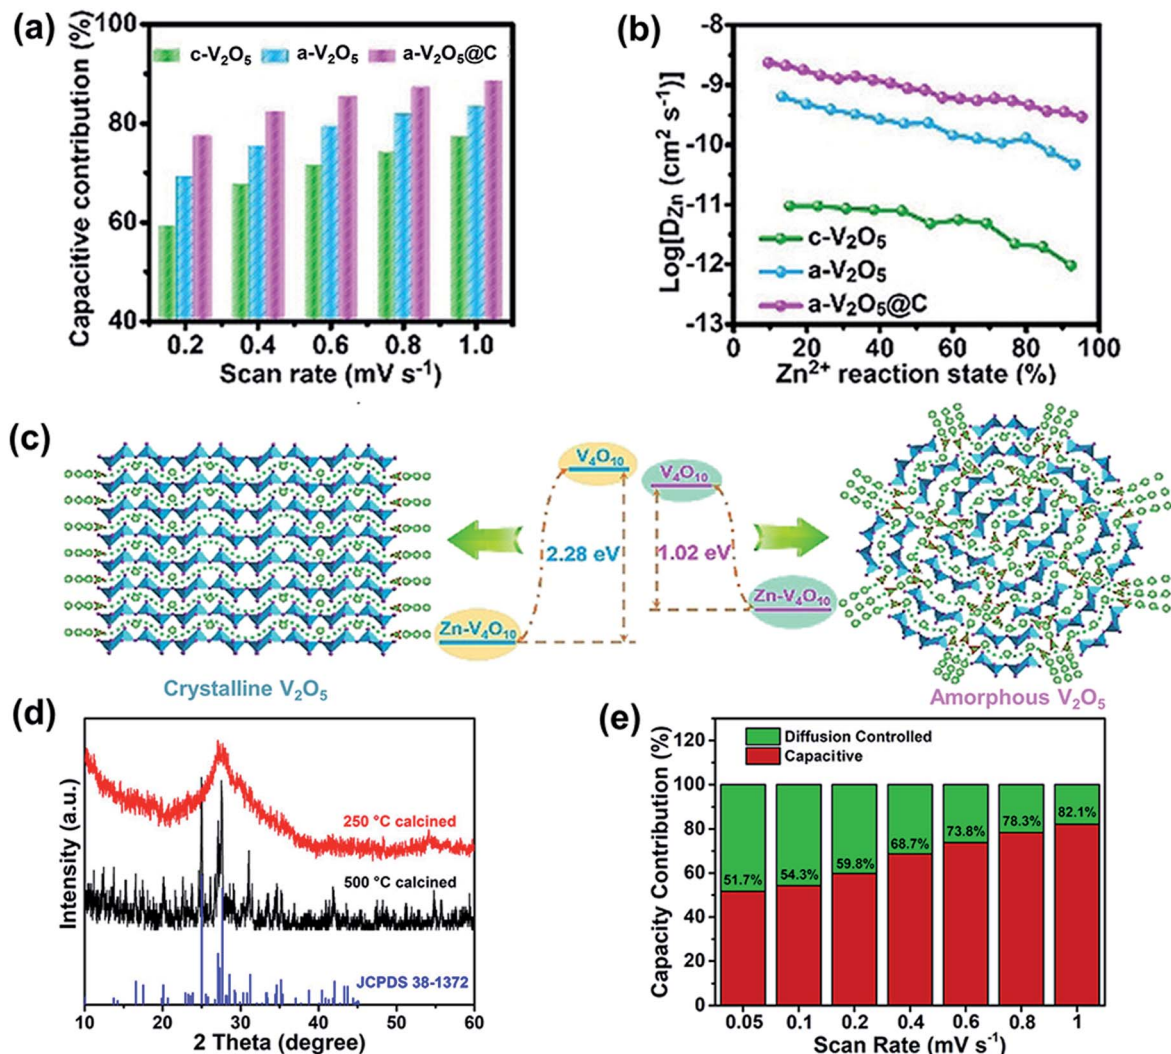 (a)
Capacitive contribution (%)
100
80
60
40
c-V₂O₅ a-V₂O₅ a-V₂O₅@C
0.2 0.4 0.6 0.8 1.0
Scan rate (mV s⁻¹)
(b)
Log[D_Zn (cm² s⁻¹)]
-8
-9
-10
-11
-12
-13
c-V₂O₅
a-V₂O₅
a-V₂O₅@C
0 20 40 60 80 100
Zn²⁺ reaction state (%)
(c)
V₄O₁₀
V₄O₁₀
2.28 eV
1.02 eV
Zn-V₄O₁₀
Zn-V₄O₁₀
Crystalline V₂O₅
Amorphous V₂O₅
(d)
Intensity (a.u.)
250 °C calcined
500 °C calcined
JCPDS 38-1372
10 20 30 40 50 60
2 Theta (degree)
(e)
Capacity Contribution (%)
120
100
80
60
40
20
0
Diffusion Controlled
Capacitive
51.7% 54.3% 59.8% 68.7% 73.8% 78.3% 82.1%
0.05 0.1 0.2 0.4 0.6 0.8 1
Scan Rate (mV s⁻¹)